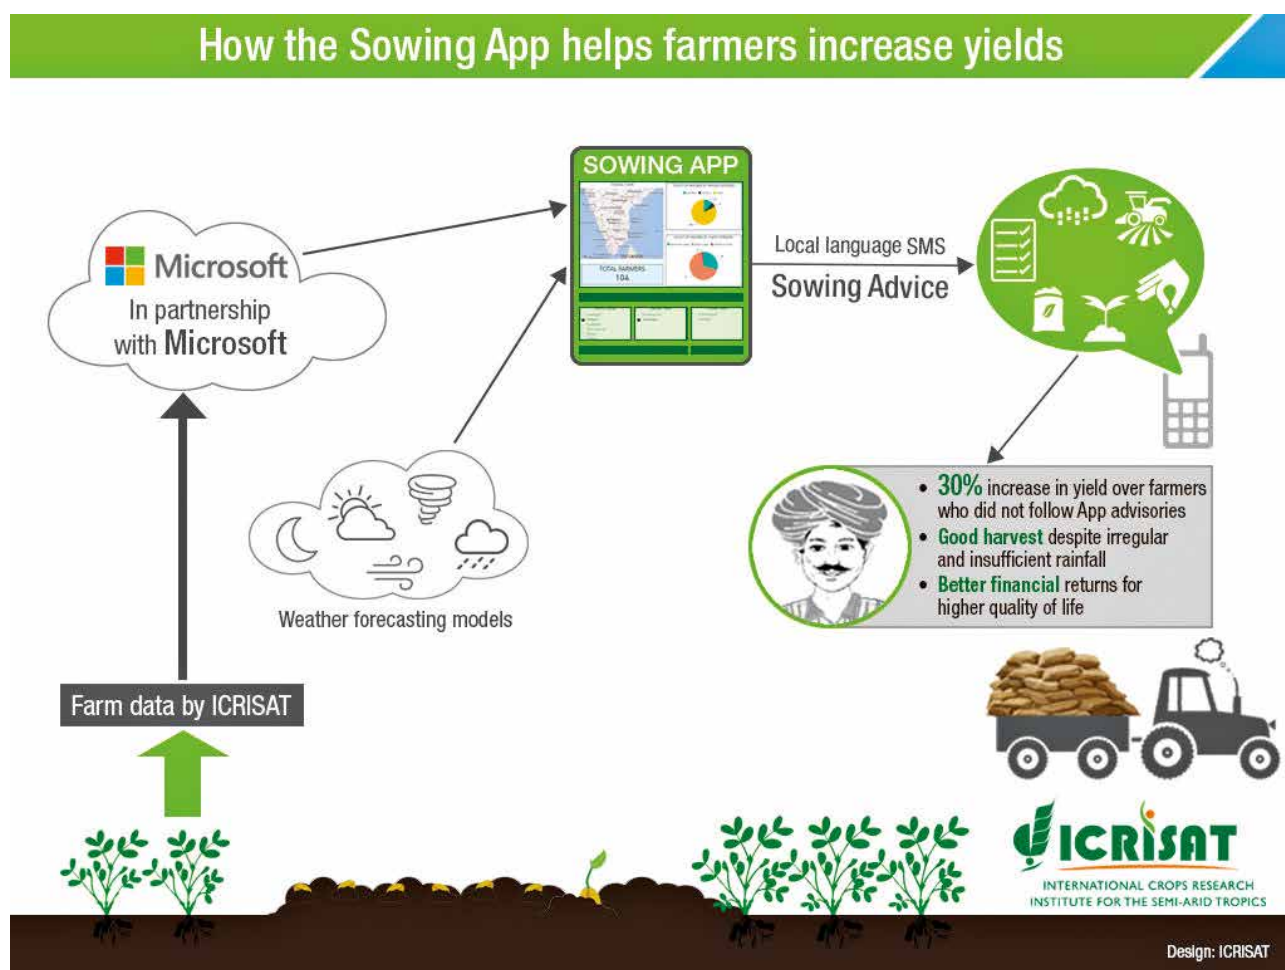 How the Sowing App helps farmers increase yields
Microsoft
In partnership
with Microsoft
SOWING APP
TOTAL FARMERS
104
Local language SMS
Sowing Advice
Weather forecasting models
• 30% increase in yield over farmers
who did not follow App advisories
• Good harvest despite irregular
and insufficient rainfall
• Better financial returns for
higher quality of life
Farm data by ICRISAT
ICRISAT
INTERNATIONAL CROPS RESEARCH
INSTITUTE FOR THE SEMI-ARID TROPICS
Design: ICRISAT